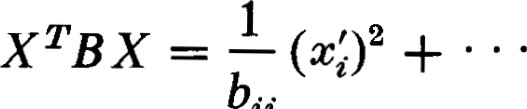 $X^T B X = \frac{1}{b_{ii}} (x_i')^2 + \cdots$